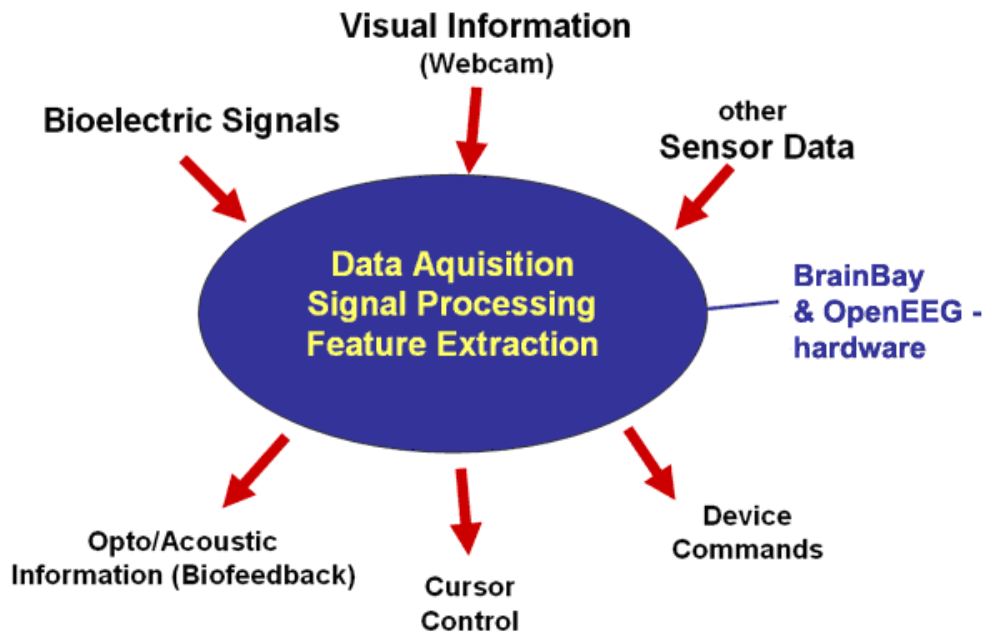 Visual Information
(Webcam)
Bioelectric Signals
other
Sensor Data
Data Aquisition
Signal Processing
Feature Extraction
BrainBay
& OpenEEG -
hardware
Opto/Acoustic
Information (Biofeedback)
Cursor
Control
Device
Commands